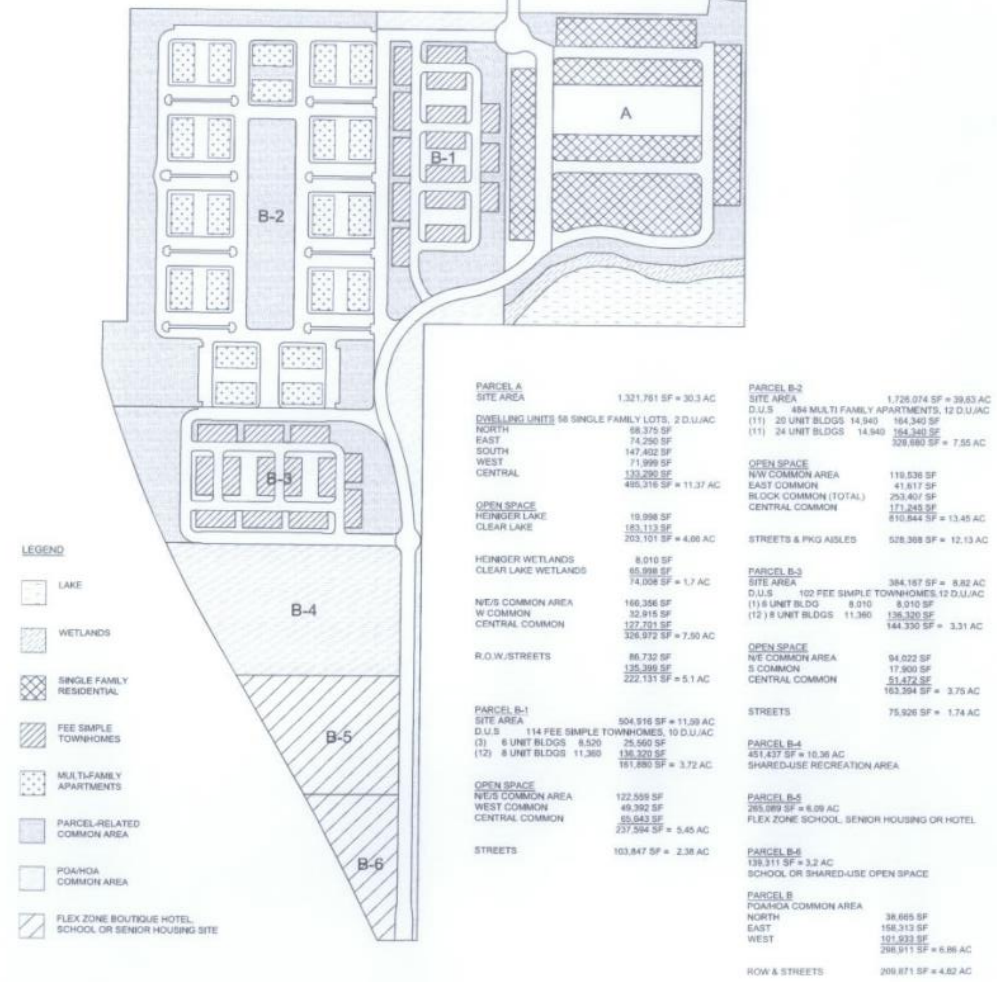 A
B-1
B-2
B-3
B-4
B-5
B-6
LEGEND
LAKE
WETLANDS
SINGLE FAMILY
RESIDENTIAL
FEE SIMPLE
TOWNHOMES
MULTI-FAMILY
APARTMENTS
PARCEL-RELATED
COMMON AREA
POA/HOA
COMMON AREA
FLEX ZONE BOUTIQUE HOTEL,
SCHOOL OR SENIOR HOUSING SITE
PARCEL A
SITE AREA 1,321,761 SF = 30.3 AC
DWELLING UNITS 56 SINGLE FAMILY LOTS, 2 D.U./AC
NORTH 68,375 SF
EAST 74,250 SF
SOUTH 147,402 SF
WEST 71,999 SF
CENTRAL 133,290 SF
495,316 SF = 11.37 AC
OPEN SPACE
HEINIGER LAKE 19,998 SF
CLEAR LAKE 183,113 SF
203,101 SF = 4.66 AC
HEINIGER WETLANDS 8,010 SF
CLEAR LAKE WETLANDS 65,998 SF
74,008 SF = 1.7 AC
N/E/S COMMON AREA 166,356 SF
W COMMON 32,915 SF
CENTRAL COMMON 127,701 SF
326,972 SF = 7.50 AC
R.O.W./STREETS 86,732 SF
135,399 SF
222,131 SF = 5.1 AC
PARCEL B-1
SITE AREA 504,916 SF = 11.59 AC
D.U.S 114 FEE SIMPLE TOWNHOMES, 10 D.U./AC
(3) 6 UNIT BLDGS 8,520 25,560 SF
(12) 8 UNIT BLDGS 11,360 136,320 SF
161,880 SF = 3.72 AC
OPEN SPACE
N/E/S COMMON AREA 122,559 SF
WEST COMMON 49,392 SF
CENTRAL COMMON 65,643 SF
237,594 SF = 5.45 AC
STREETS 103,847 SF = 2.38 AC
PARCEL B-2
SITE AREA 1,726,074 SF = 39.63 AC
D.U.S 484 MULTI FAMILY APARTMENTS, 12 D.U./AC
(11) 20 UNIT BLDGS 14,940 164,340 SF
(11) 24 UNIT BLDGS 14,940 164,340 SF
328,680 SF = 7.55 AC
OPEN SPACE
N/W COMMON AREA 119,536 SF
EAST COMMON 41,617 SF
BLOCK COMMON (TOTAL) 253,407 SF
CENTRAL COMMON 171,245 SF
610,844 SF = 13.45 AC
STREETS & PKG AISLES 528,368 SF = 12.13 AC
PARCEL B-3
SITE AREA 384,167 SF = 8.82 AC
D.U.S 102 FEE SIMPLE TOWNHOMES, 12 D.U./AC
(1) 6 UNIT BLDG 8,010 8,010 SF
(12) 8 UNIT BLDGS 11,360 136,320 SF
144,330 SF = 3.31 AC
OPEN SPACE
N/E COMMON AREA 94,022 SF
S COMMON 17,900 SF
CENTRAL COMMON 51,472 SF
163,394 SF = 3.75 AC
STREETS 75,926 SF = 1.74 AC
PARCEL B-4
451,437 SF = 10.36 AC
SHARED-USE RECREATION AREA
PARCEL B-5
265,089 SF = 6.09 AC
FLEX ZONE SCHOOL, SENIOR HOUSING OR HOTEL
PARCEL B-6
139,311 SF = 3.2 AC
SCHOOL OR SHARED-USE OPEN SPACE
PARCEL B
POA/HOA COMMON AREA
NORTH 38,665 SF
EAST 158,313 SF
WEST 101,933 SF
298,911 SF = 6.86 AC
ROW & STREETS 209,871 SF = 4.82 AC